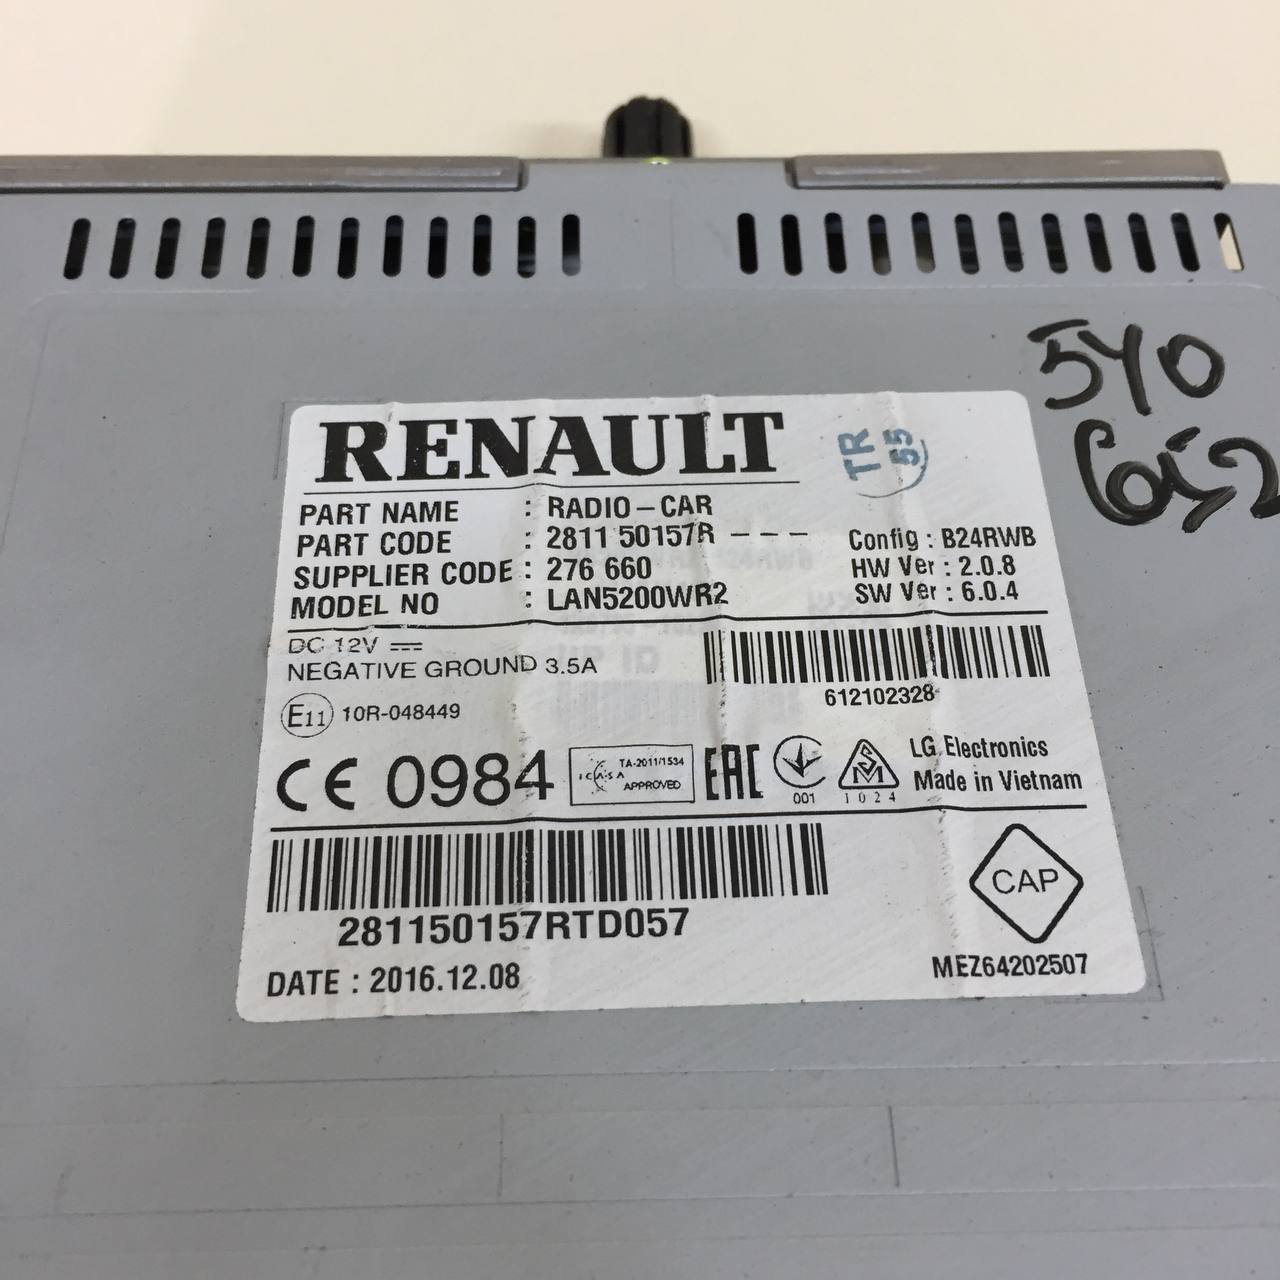 5Y0
RENAULT
TR
55
PART NAME : RADIO-CAR
PART CODE : 2811 50157R - - -
SUPPLIER CODE : 276 660
MODEL NO : LAN5200WR2
Config : B24RWB
HW Ver : 2.0.8
SW Ver : 6.0.4
DC 12V
NEGATIVE GROUND 3.5A
612102328
E11 10R-048449
CE 0984
ICASA
TA-2011/1534
APPROVED
EAC
001
SM
1024
LG Electronics
Made in Vietnam
281150157RTD057
CAP
DATE : 2016.12.08
MEZ64202507